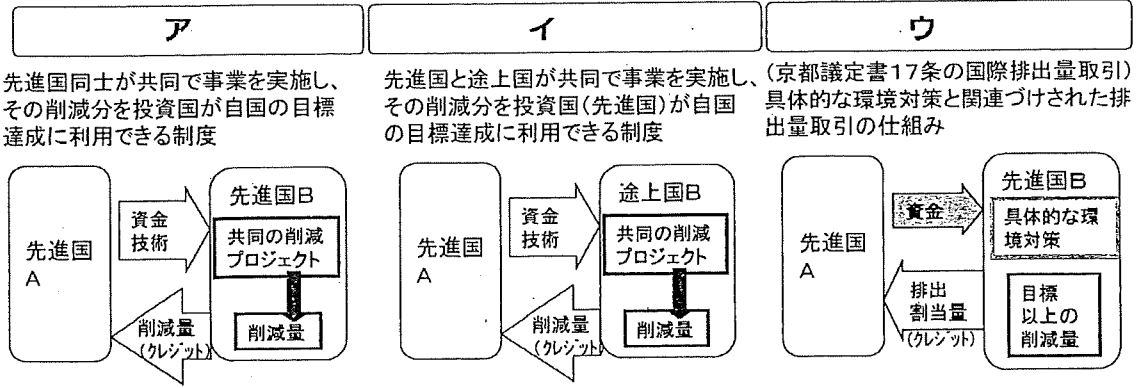 ア
先進国同士が共同で事業を実施し、
その削減分を投資国が自国の目標
達成に利用できる制度
先進国
A
資金
技術
先進国B
共同の削減
プロジェクト
削減量
削減量
(クレジット)
イ
先進国と途上国が共同で事業を実施し、
その削減分を投資国(先進国)が自国
の目標達成に利用できる制度
先進国
A
資金
技術
途上国B
共同の削減
プロジェクト
削減量
削減量
(クレジット)
ウ
(京都議定書17条の国際排出量取引)
具体的な環境対策と関連づけされた排
出量取引の仕組み
先進国
A
資金
先進国B
具体的な環
境対策
排出
割当量
(クレジット)
目標
以上の
削減量